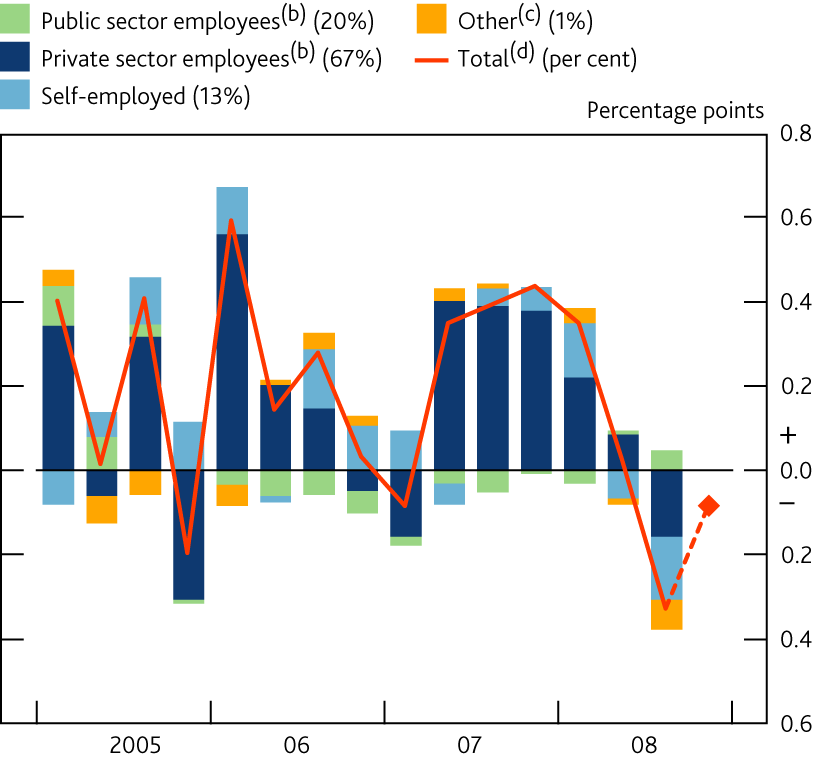 Public sector employees(b) (20%)
Other(c) (1%)
Private sector employees(b) (67%)
Total(d) (per cent)
Self-employed (13%)
Percentage points
0.8
0.6
0.4
0.2
+
0.0
–
0.2
0.4
0.6
2005 06 07 08